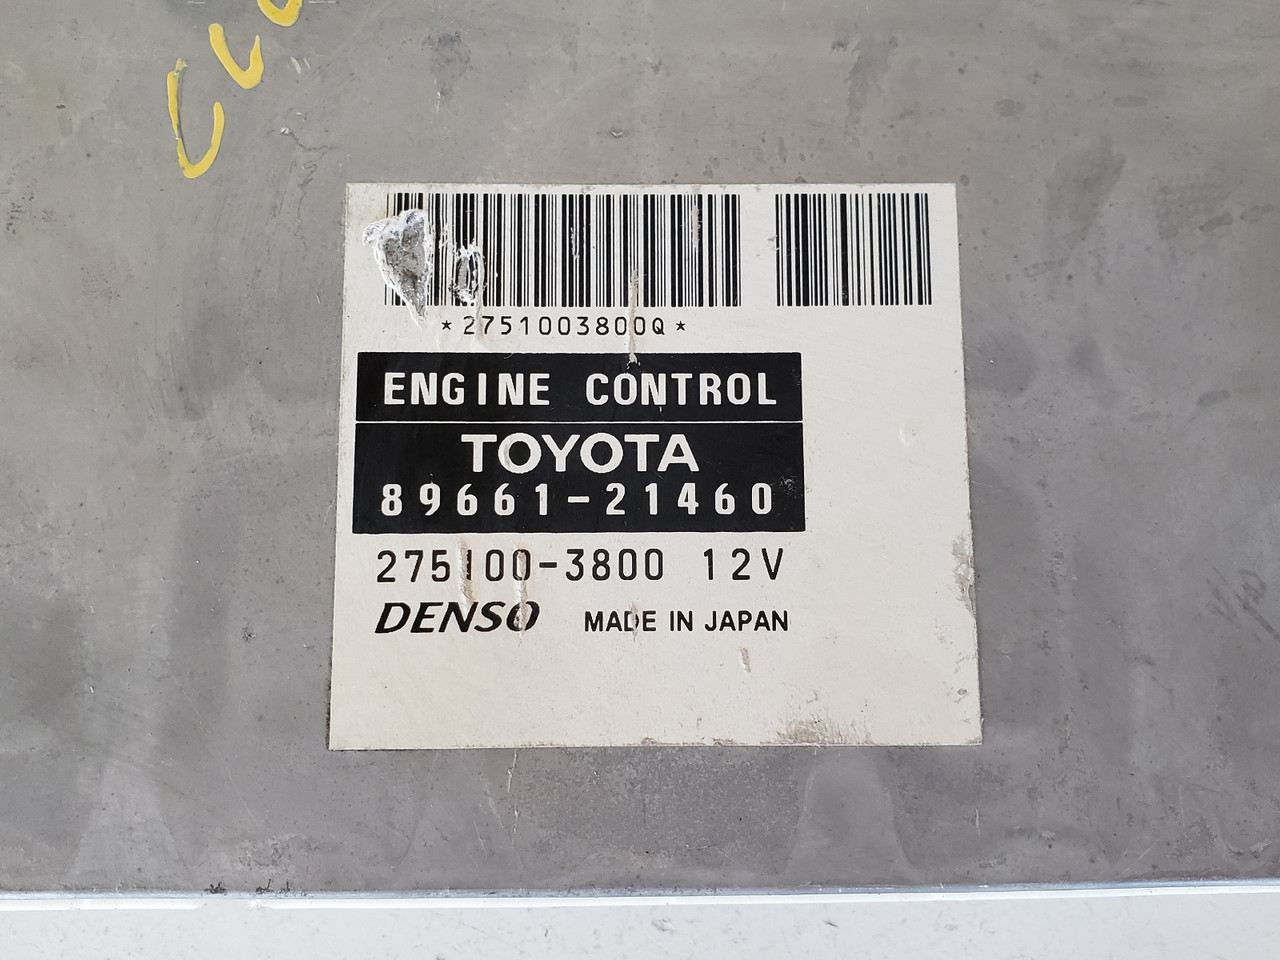 *2751003800Q*
ENGINE CONTROL
TOYOTA
89661-21460
275100-3800 12V
DENSO MADE IN JAPAN